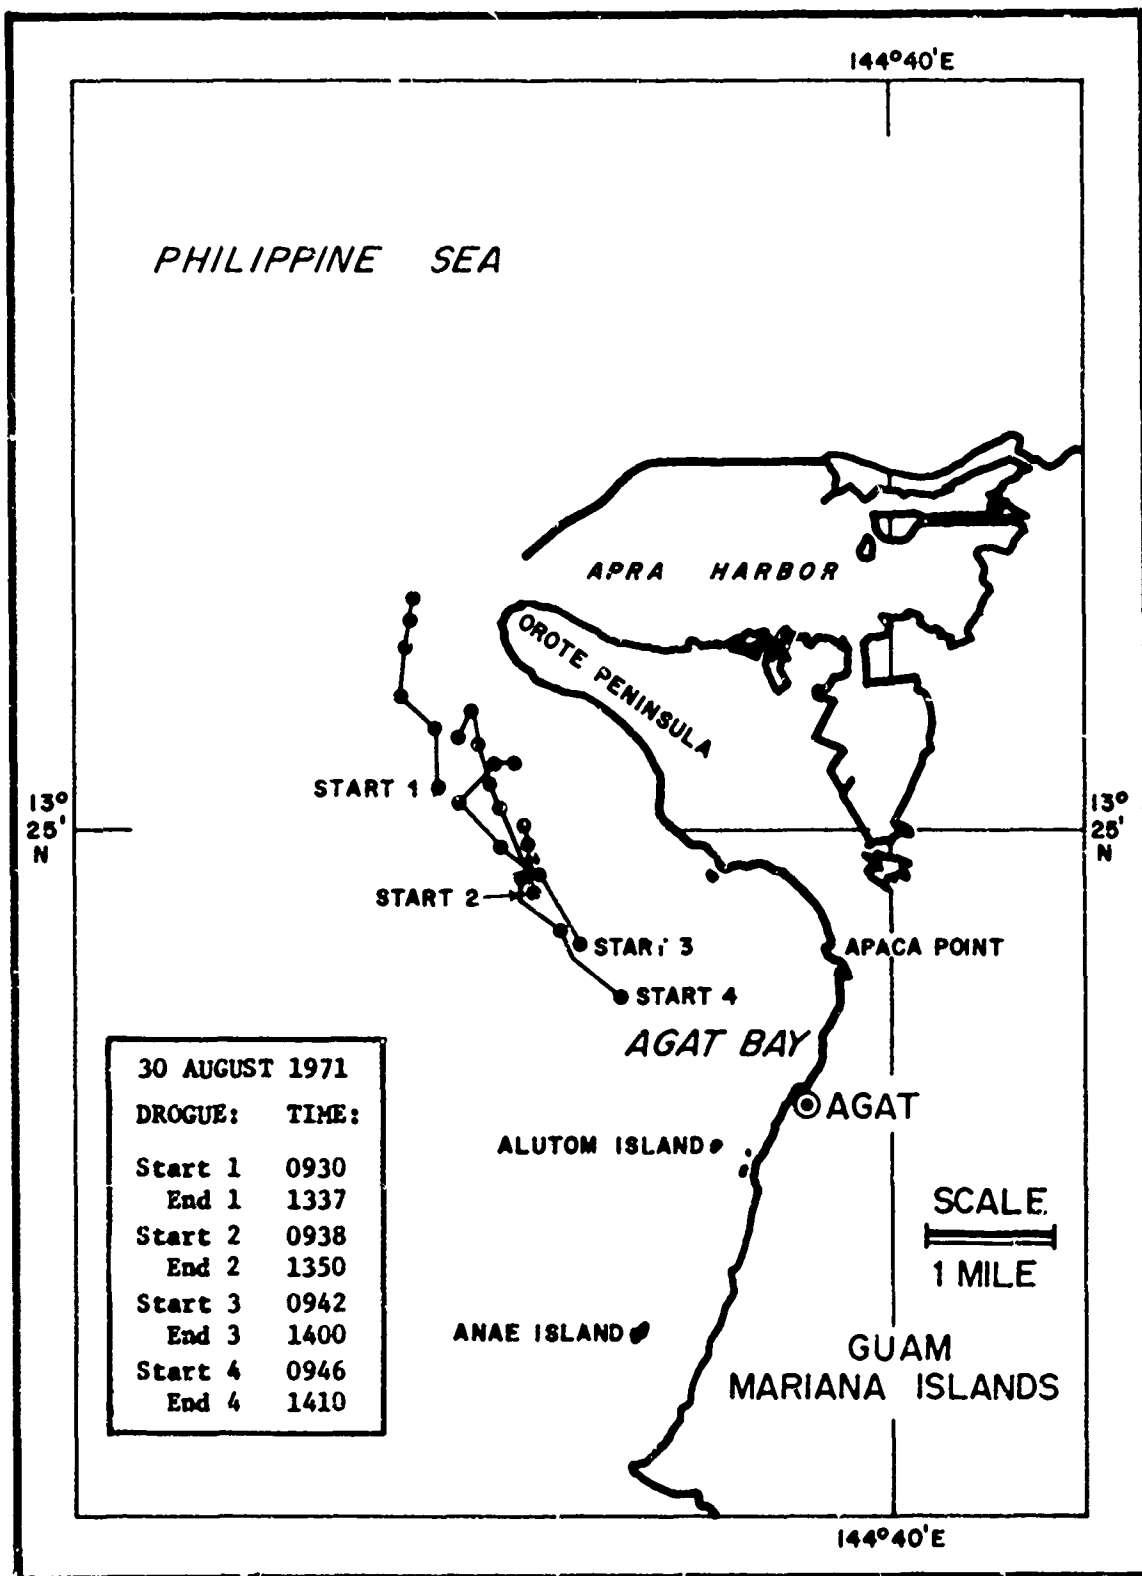 144°40'E
PHILIPPINE SEA
APRA HARBOR
OROTE PENINSULA
START 1
13°
25'
N
13°
25'
N
START 2
START 3
APACA POINT
START 4
AGAT BAY
30 AUGUST 1971
DROGUE: TIME:
Start 1 0930
End 1 1337
Start 2 0938
End 2 1350
Start 3 0942
End 3 1400
Start 4 0946
End 4 1410
AGAT
ALUTOM ISLAND
SCALE
1 MILE
ANAE ISLAND
GUAM
MARIANA ISLANDS
144°40'E